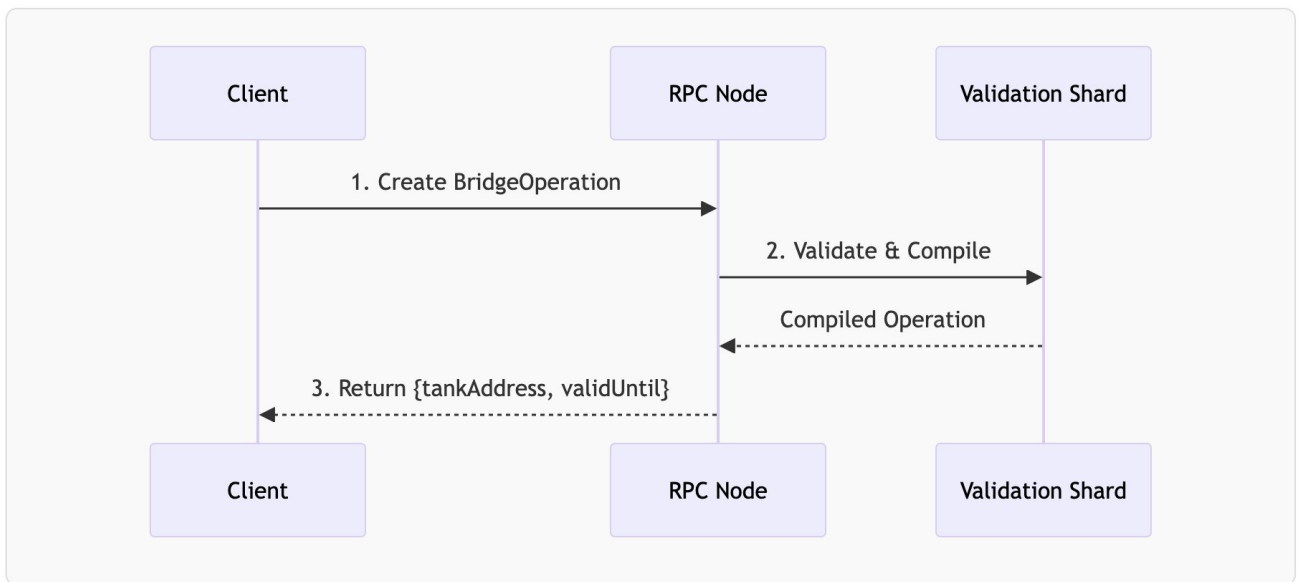 Client
RPC Node
Validation Shard
1. Create BridgeOperation
2. Validate & Compile
Compiled Operation
3. Return {tankAddress, validUntil}
Client
RPC Node
Validation Shard